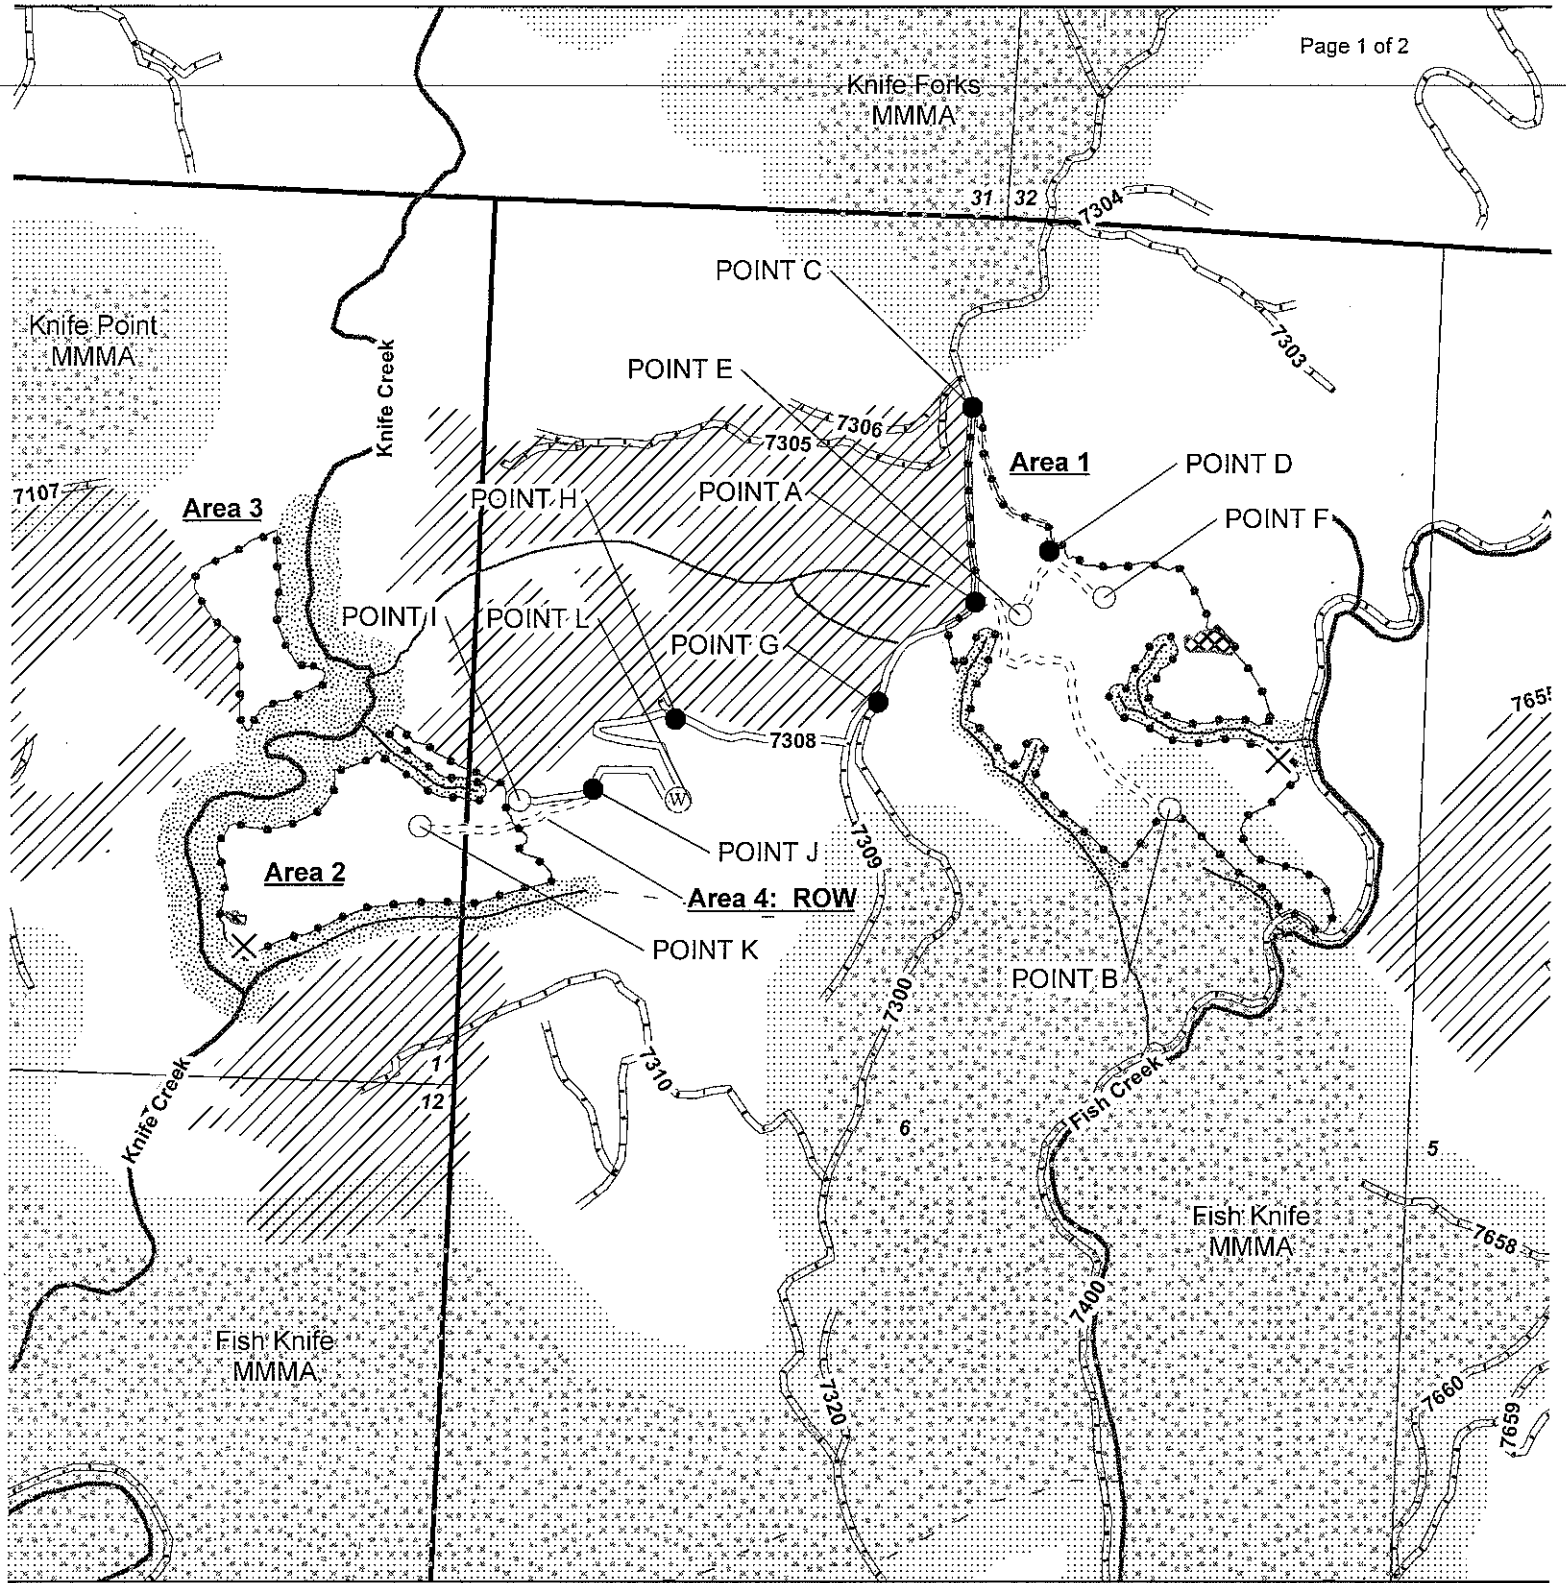 Page 1 of 2
Knife Forks
MMMA
31 32
7304
POINT C
Knife Point
MMMA
7303
Knife Creek
POINT E
7306
7305
Area 1
POINT D
7107
Area 3
POINT H
POINT A
POINT F
POINT I
POINT L
POINT G
7655
7308
W
7309
POINT J
Area 2
Area 4: ROW
POINT K
POINT B
7300
1
12
7310
Knife Creek
Fish Creek
6
5
Fish Knife
MMMA
7658
7400
Fish Knife
MMMA
7320
7660
7659